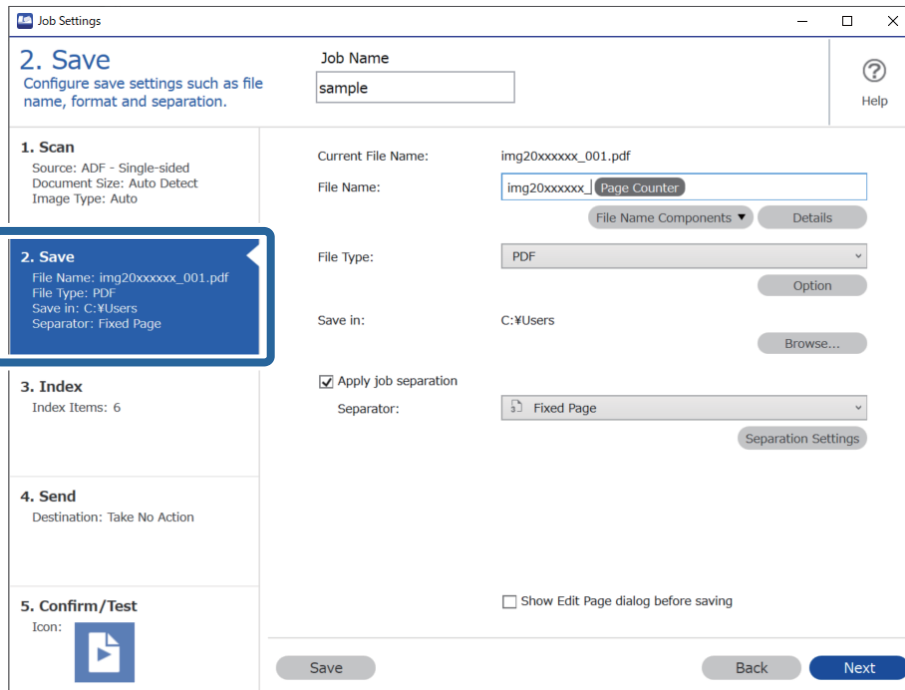 Job Settings
2. Save
Configure save settings such as file
name, format and separation.
Job Name
sample
Help
1. Scan
Source: ADF - Single-sided
Document Size: Auto Detect
Image Type: Auto
2. Save
File Name: img20xxxxxx_001.pdf
File Type: PDF
Save in: C:¥Users
Separator: Fixed Page
3. Index
Index Items: 6
4. Send
Destination: Take No Action
5. Confirm/Test
Icon:
Current File Name: img20xxxxxx_001.pdf
File Name: img20xxxxxx_ Page Counter
File Name Components ▼ Details
File Type: PDF
Option
Save in: C:¥Users
Browse...
Apply job separation
Separator: 3 Fixed Page
Separation Settings
Show Edit Page dialog before saving
Save Back Next